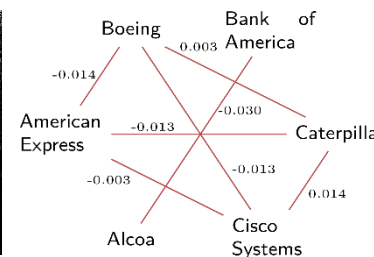 Bank of
America
Boeing
0.003
-0.014
-0.030
American
Express
-0.013
Caterpilla
-0.013
-0.003
0.014
Alcoa
Cisco
Systems